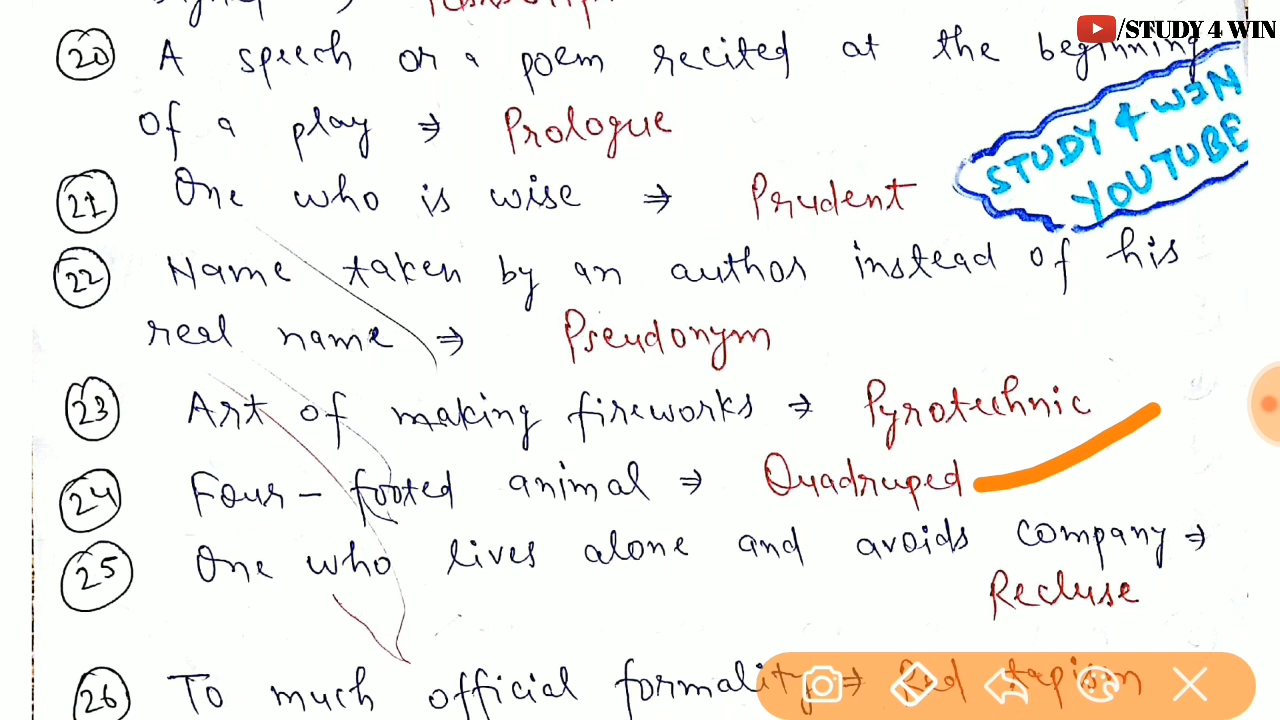 /STUDY 4 WIN
20 A speech or a poem recited at the beginning
of a play ⇒ Prologue
STUDY 4 WIN
YOUTUBE
21 One who is wise ⇒ Prudent
22 Name taken by an author instead of his
real name ⇒ Pseudonym
23 Art of making fireworks ⇒ Pyrotechnic
24 Four-footed animal ⇒ Quadruped
25 One who lives alone and avoids company ⇒
Recluse
26 To much official formality ⇒ Red tapism